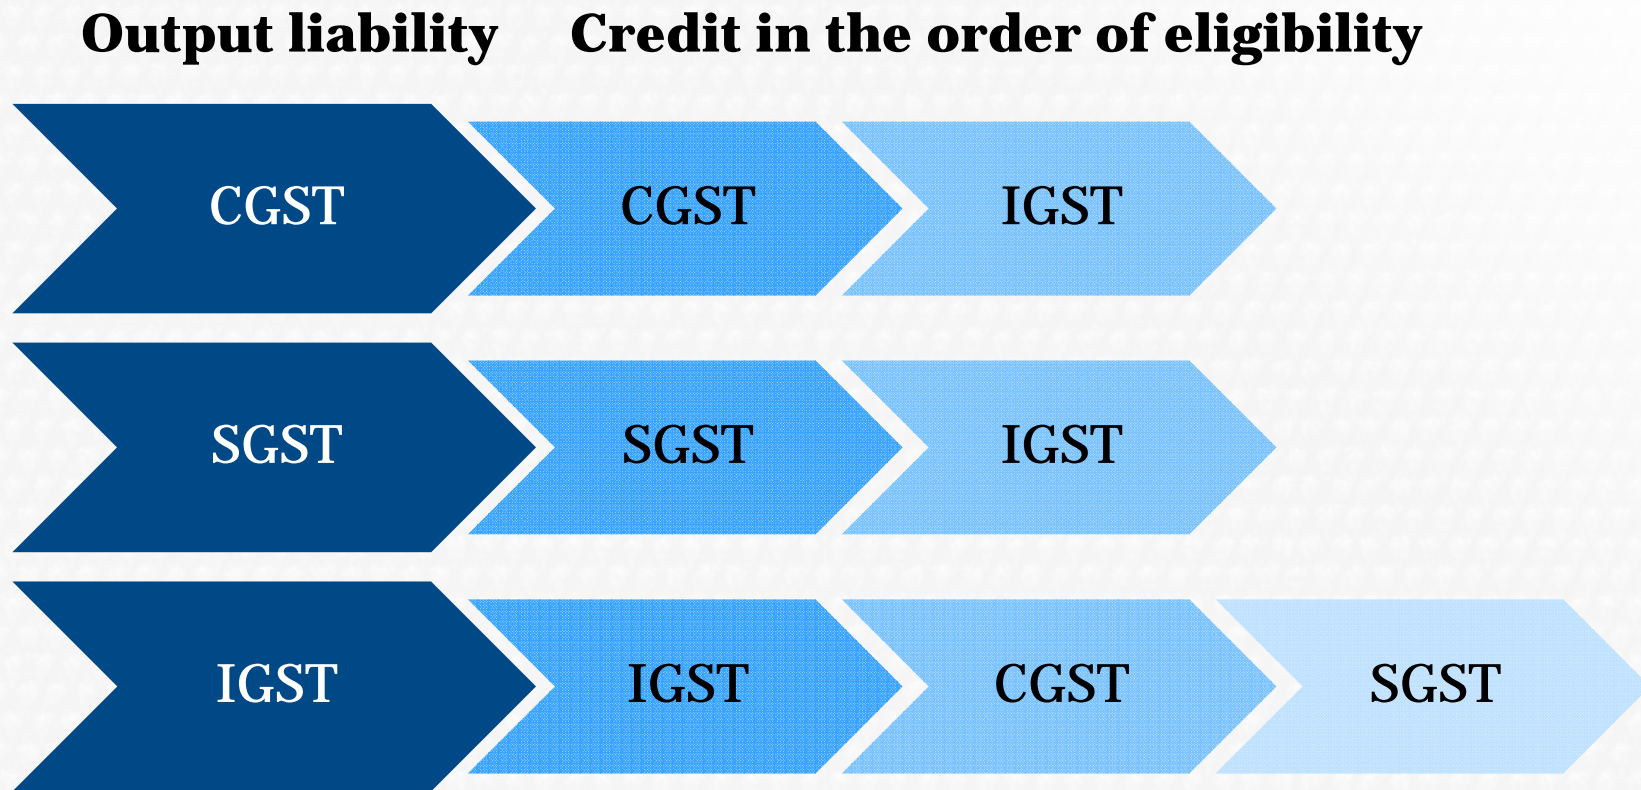 Output liability Credit in the order of eligibility
CGST CGST IGST
SGST SGST IGST
IGST IGST CGST SGST